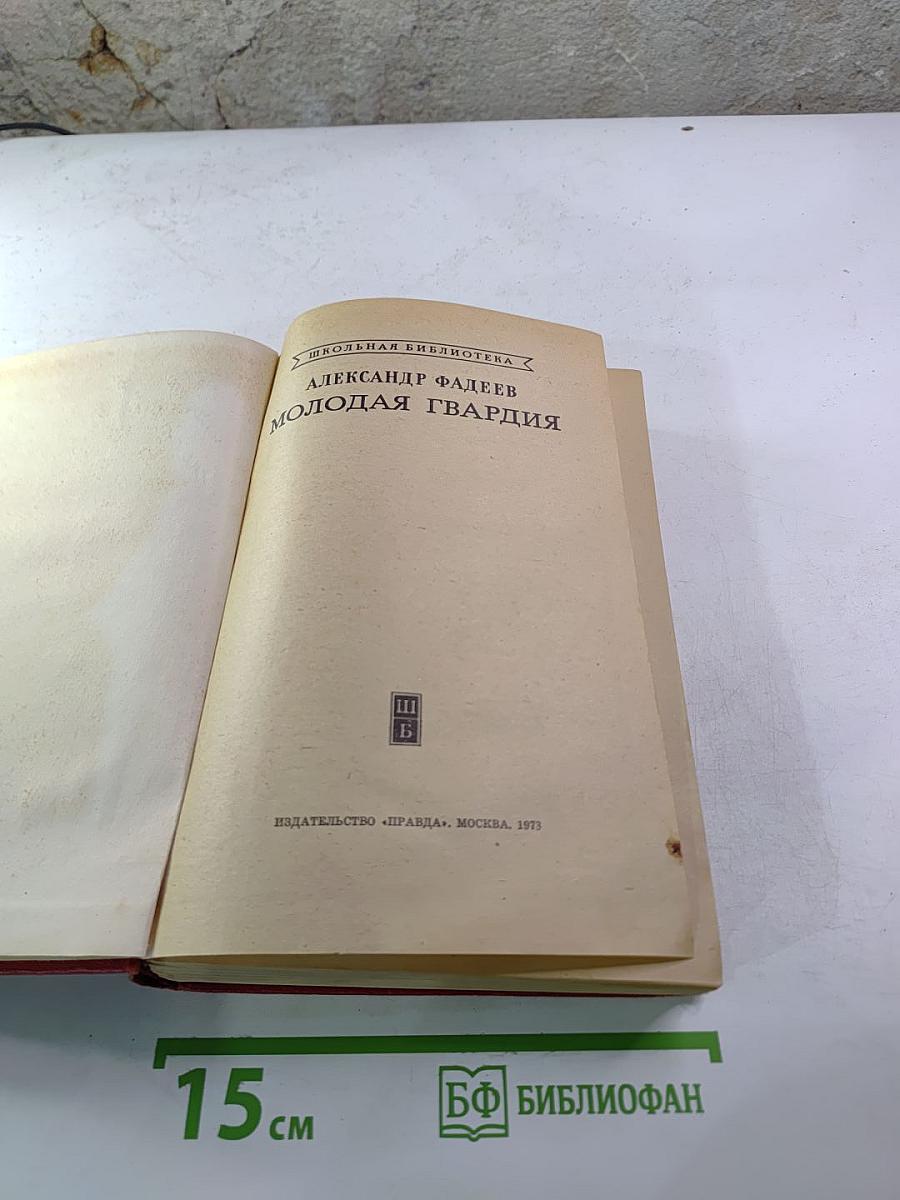 ШКОЛЬНАЯ БИБЛИОТЕКА
АЛЕКСАНДР ФАДЕЕВ
МОЛОДАЯ ГВАРДИЯ
Ш
Б
ИЗДАТЕЛЬСТВО «ПРАВДА». МОСКВА. 1973
15 см
БФ БИБЛИОФАН